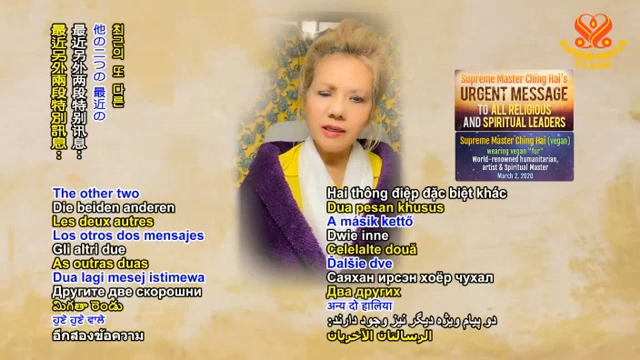 최근의 또 다른
他の二つの 最近の
最近另外两段特别讯息：
最近另外兩段特別訊息：
Supreme Master Ching Hai's
URGENT MESSAGE
TO ALL RELIGIOUS
AND SPIRITUAL LEADERS
Supreme Master Ching Hai (vegan)
wearing vegan "fur"
World-renowned humanitarian,
artist & Spiritual Master
March 2, 2020
The other two
Die beiden anderen
Les deux autres
Los otros dos mensajes
Gli altri due
As outras duas
Dua lagi mesej istimewa
Другите две скорошни
మిగతా రెండు
ਹੁਣੇ ਹੁਣੇ ਵਾਲੇ
อีกสองข้อความ
Hai thông điệp đặc biệt khác
Dua pesan khusus
A másik kettő
Dwie inne
Celelalte două
Ďalšie dve
Саяхан ирсэн хоёр чухал
Два других
अन्य दो हालिया
دو پیام ویژه دیگر نیز وجود دارند:
الرسالتان الأخريات